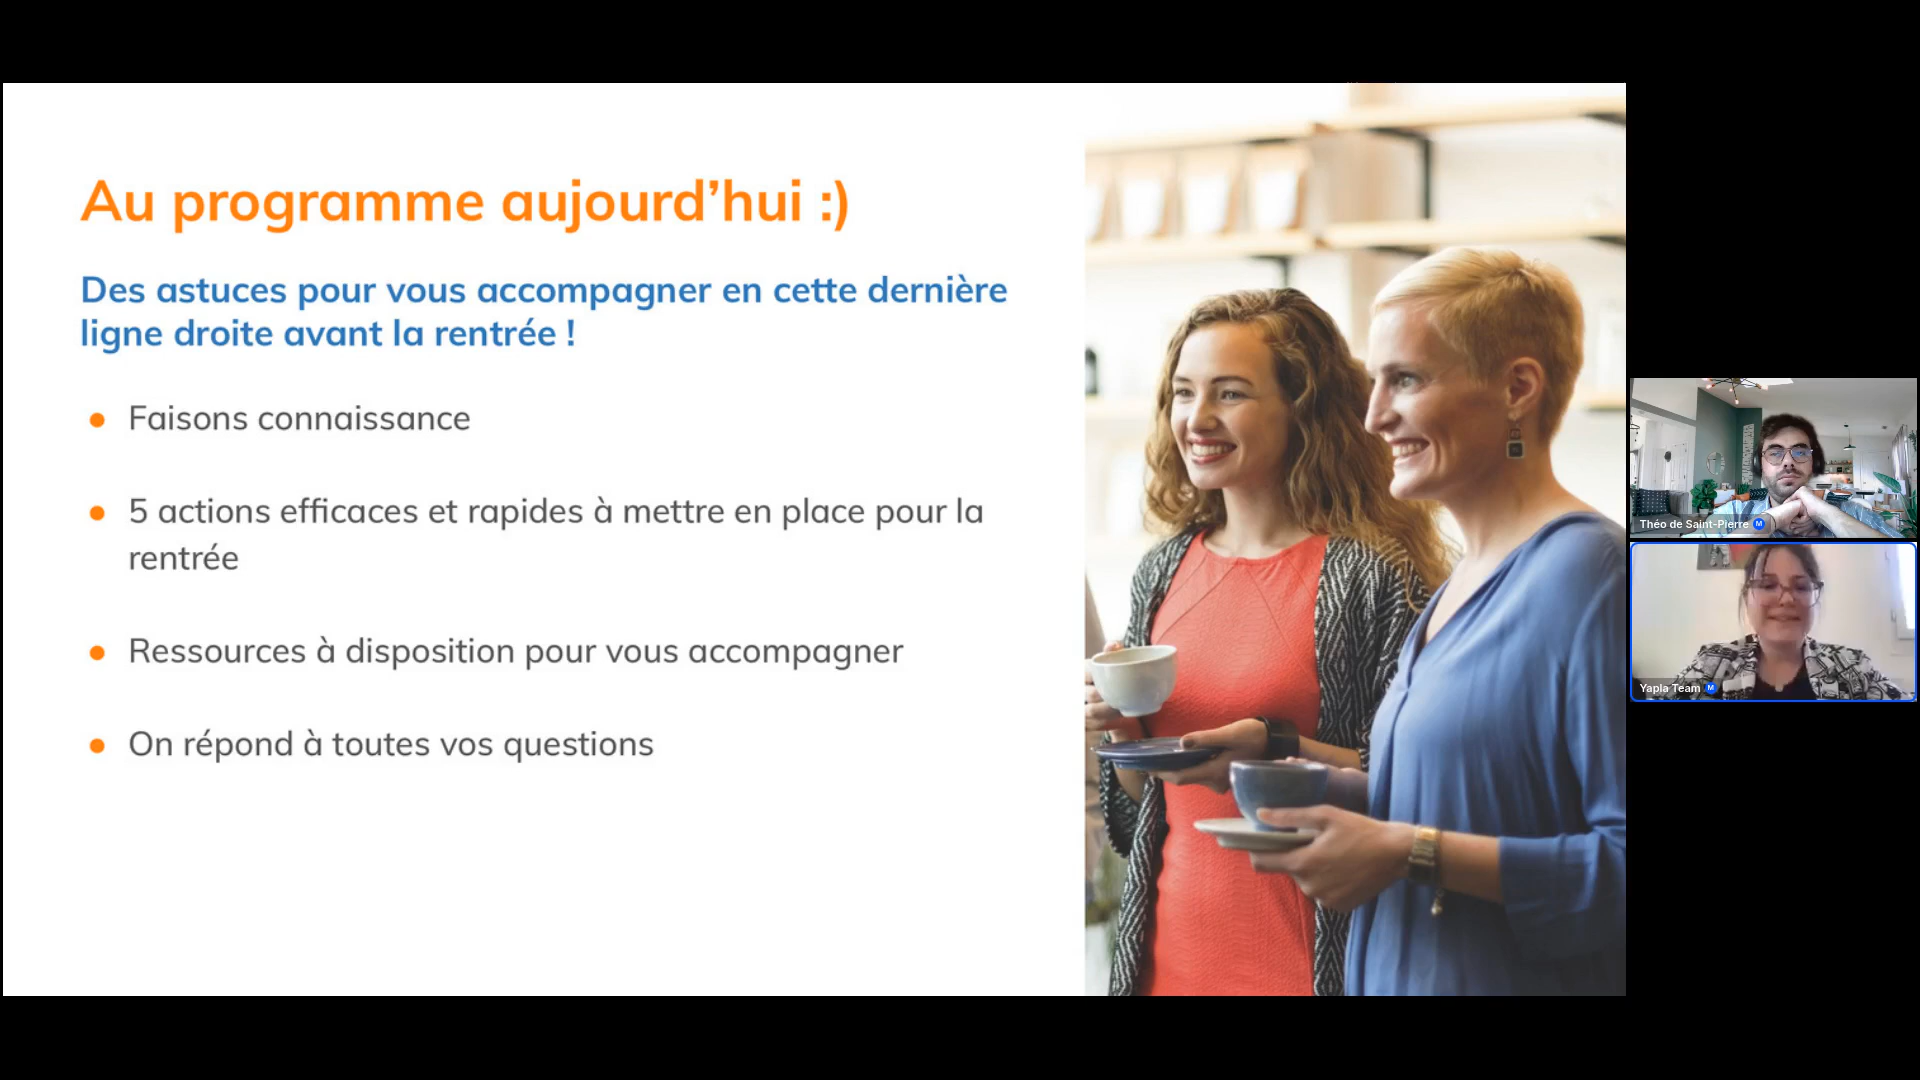 Au programme aujourd’hui :)
Des astuces pour vous accompagner en cette dernière
ligne droite avant la rentrée !
• Faisons connaissance
• 5 actions efficaces et rapides à mettre en place pour la
rentrée
• Ressources à disposition pour vous accompagner
• On répond à toutes vos questions
Théo de Saint-Pierre M
Yapla Team M